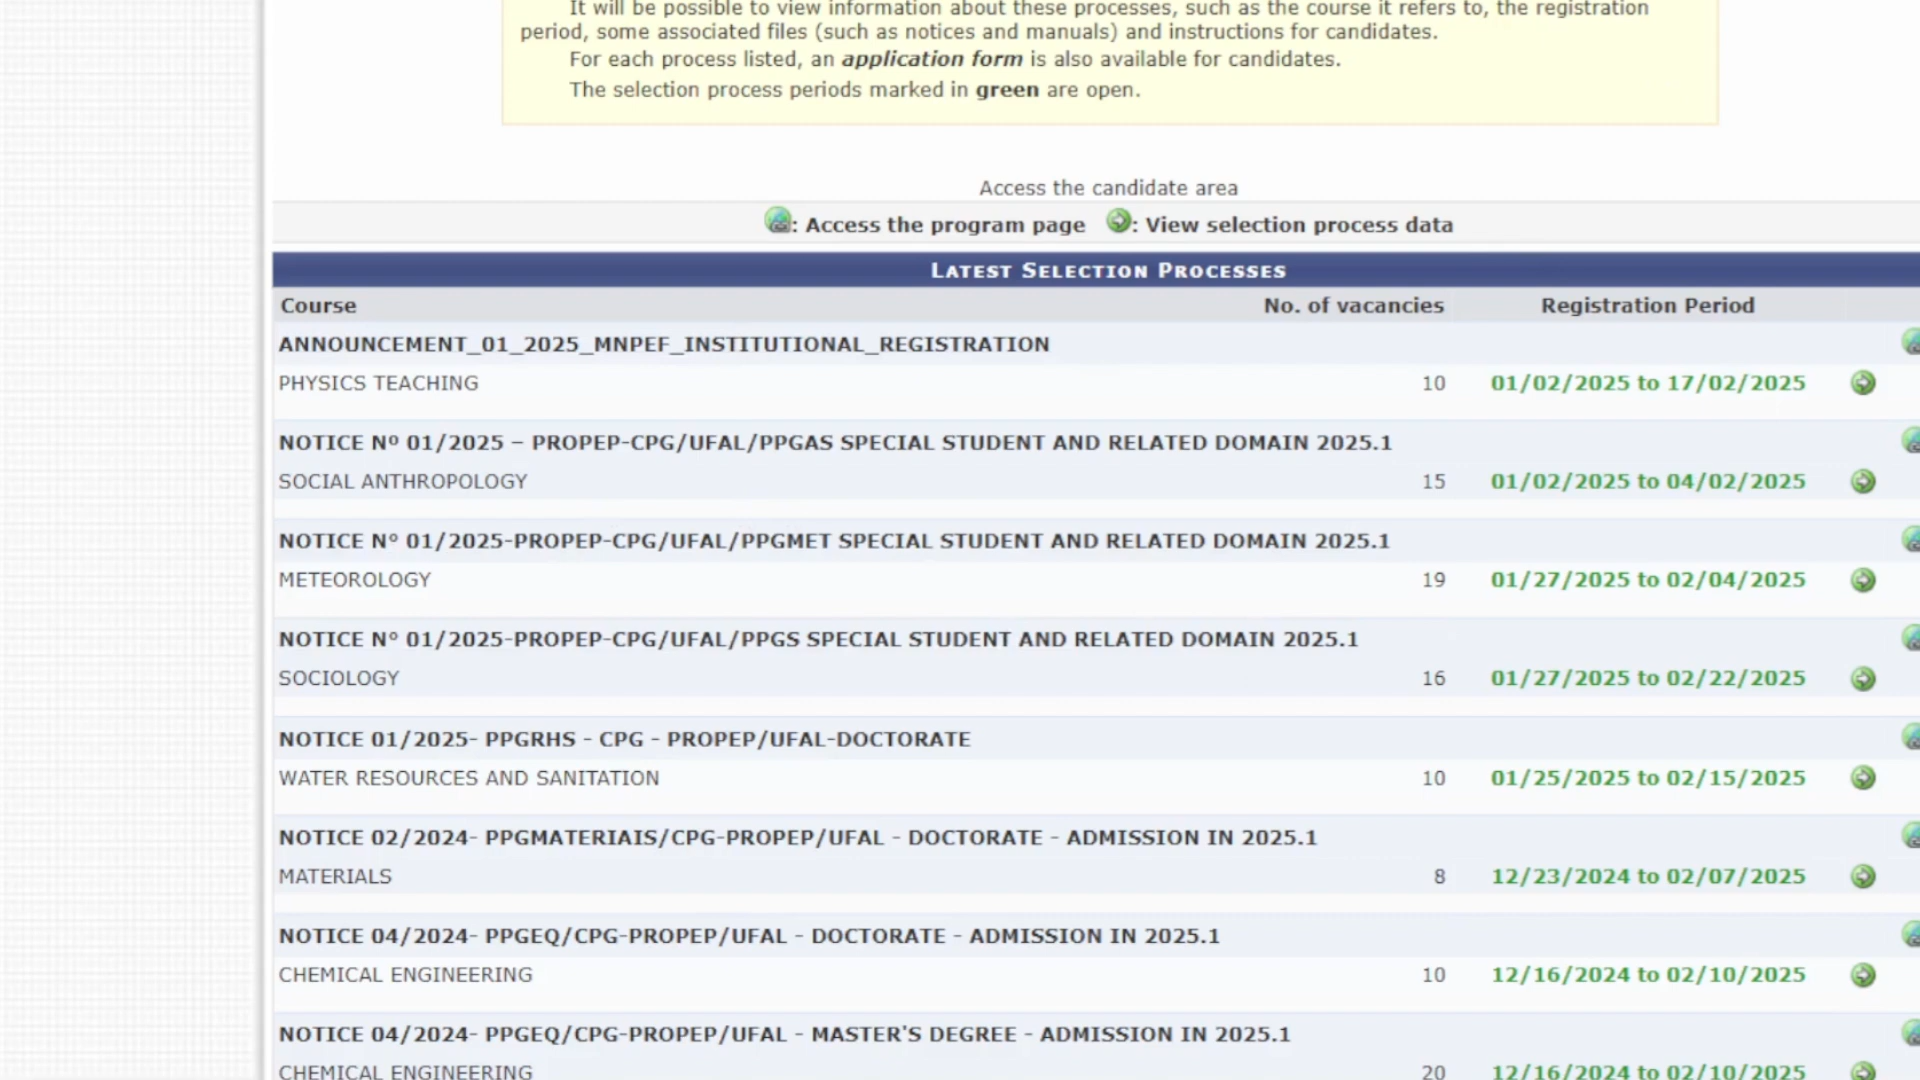 It will be possible to view information about these processes, such as the course it refers to, the registration
period, some associated files (such as notices and manuals) and instructions for candidates.
For each process listed, an application form is also available for candidates.
The selection process periods marked in green are open.
Access the candidate area
: Access the program page : View selection process data
LATEST SELECTION PROCESSES
Course No. of vacancies Registration Period
ANNOUNCEMENT_01_2025_MNPEF_INSTITUTIONAL_REGISTRATION
PHYSICS TEACHING 10 01/02/2025 to 17/02/2025
NOTICE Nº 01/2025 – PROPEP-CPG/UFAL/PPGAS SPECIAL STUDENT AND RELATED DOMAIN 2025.1
SOCIAL ANTHROPOLOGY 15 01/02/2025 to 04/02/2025
NOTICE N° 01/2025-PROPEP-CPG/UFAL/PPGMET SPECIAL STUDENT AND RELATED DOMAIN 2025.1
METEOROLOGY 19 01/27/2025 to 02/04/2025
NOTICE N° 01/2025-PROPEP-CPG/UFAL/PPGS SPECIAL STUDENT AND RELATED DOMAIN 2025.1
SOCIOLOGY 16 01/27/2025 to 02/22/2025
NOTICE 01/2025- PPGRHS - CPG - PROPEP/UFAL-DOCTORATE
WATER RESOURCES AND SANITATION 10 01/25/2025 to 02/15/2025
NOTICE 02/2024- PPGMATERIAIS/CPG-PROPEP/UFAL - DOCTORATE - ADMISSION IN 2025.1
MATERIALS 8 12/23/2024 to 02/07/2025
NOTICE 04/2024- PPGEQ/CPG-PROPEP/UFAL - DOCTORATE - ADMISSION IN 2025.1
CHEMICAL ENGINEERING 10 12/16/2024 to 02/10/2025
NOTICE 04/2024- PPGEQ/CPG-PROPEP/UFAL - MASTER'S DEGREE - ADMISSION IN 2025.1
CHEMICAL ENGINEERING 20 12/16/2024 to 02/10/2025